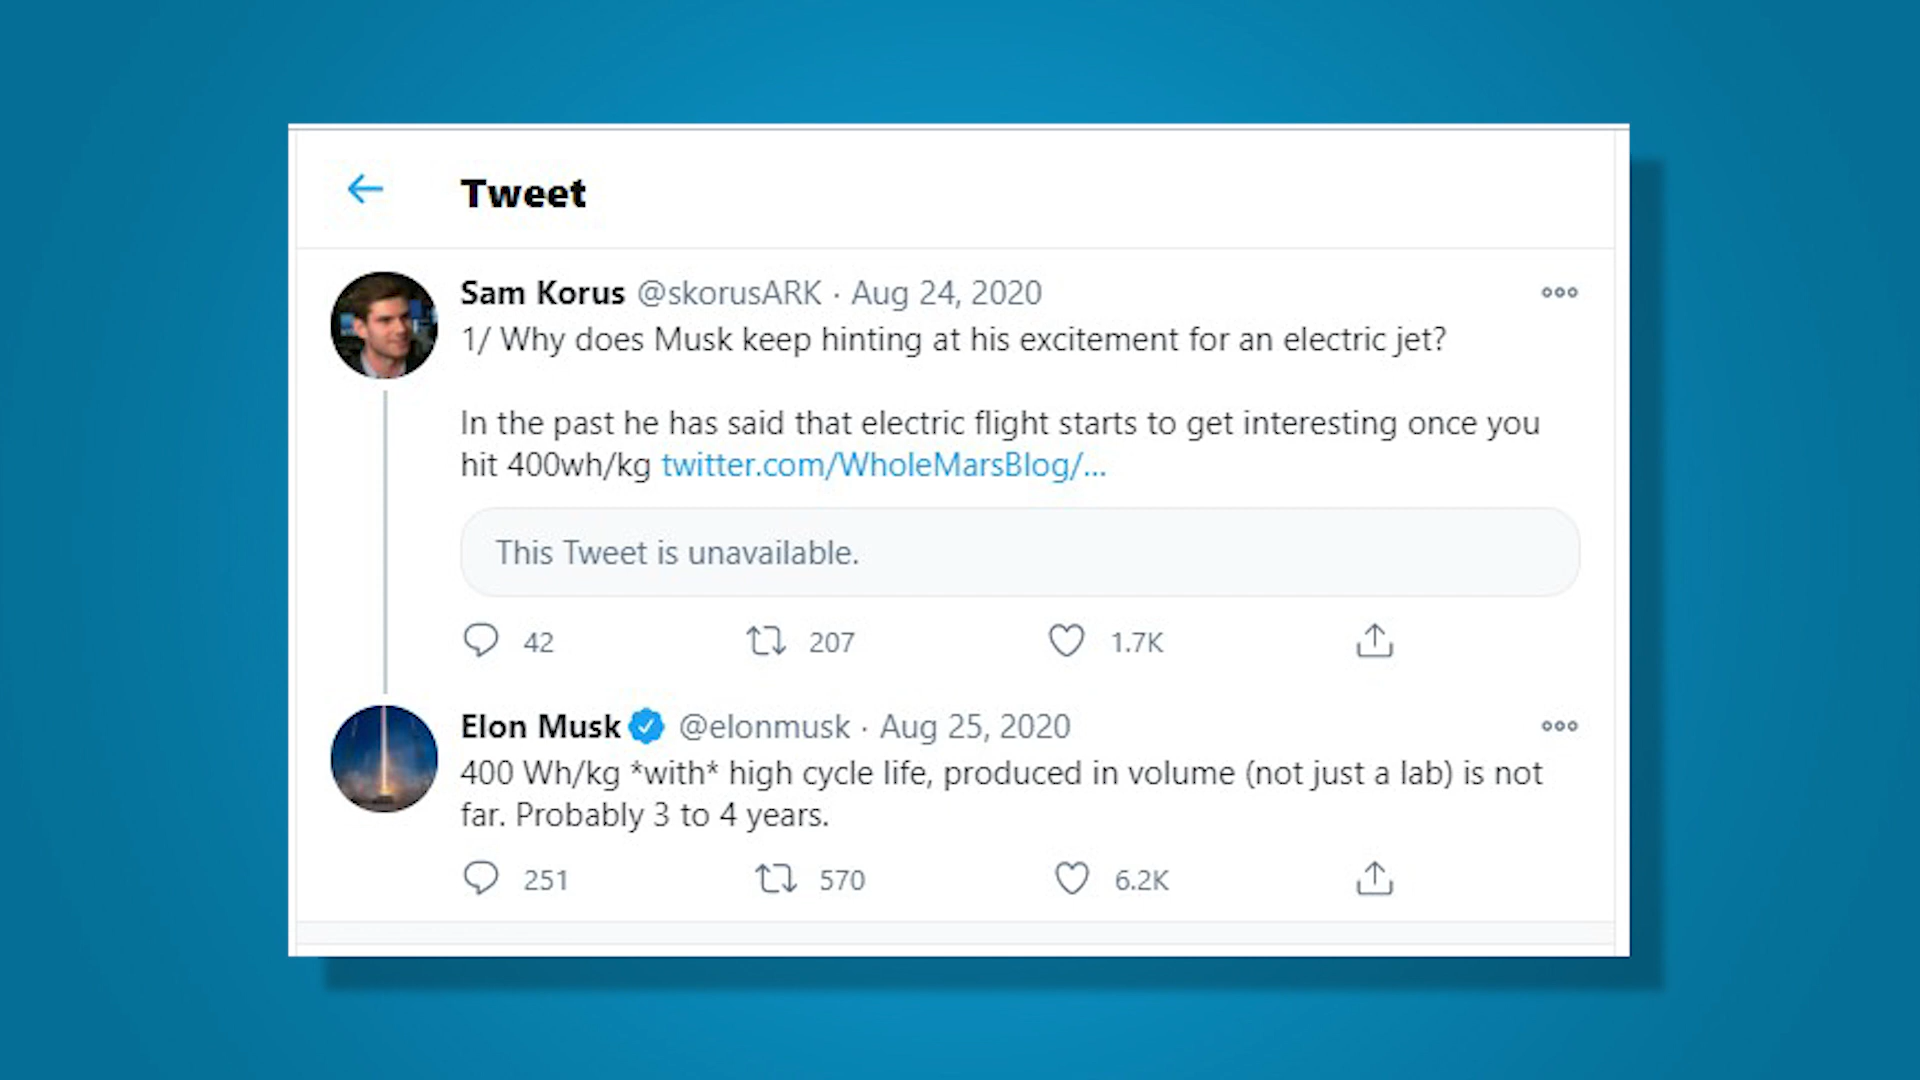 Tweet
Sam Korus @skorusARK · Aug 24, 2020
1/ Why does Musk keep hinting at his excitement for an electric jet?
In the past he has said that electric flight starts to get interesting once you
hit 400wh/kg twitter.com/WholeMarsBlog/...
This Tweet is unavailable.
42 207 1.7K
Elon Musk @elonmusk · Aug 25, 2020
400 Wh/kg *with* high cycle life, produced in volume (not just a lab) is not
far. Probably 3 to 4 years.
251 570 6.2K